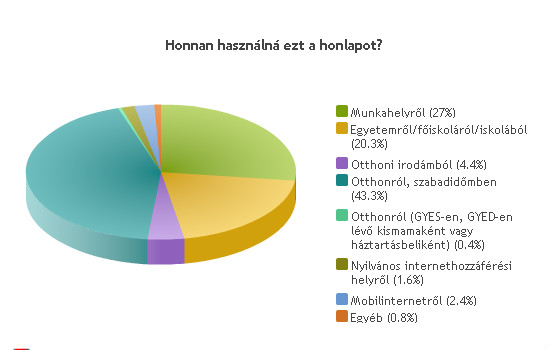 Honnan használná ezt a honlapot?
Munkahelyről (27%)
Egyetemről/főiskoláról/iskolából
(20.3%)
Otthoni irodámból (4.4%)
Otthonról, szabadidőmben
(43.3%)
Otthonról (GYES-en, GYED-en
lévő kismamaként vagy
háztartásbeliként) (0.4%)
Nyilvános internethozzáférési
helyről (1.6%)
Mobilinternetről (2.4%)
Egyéb (0.8%)